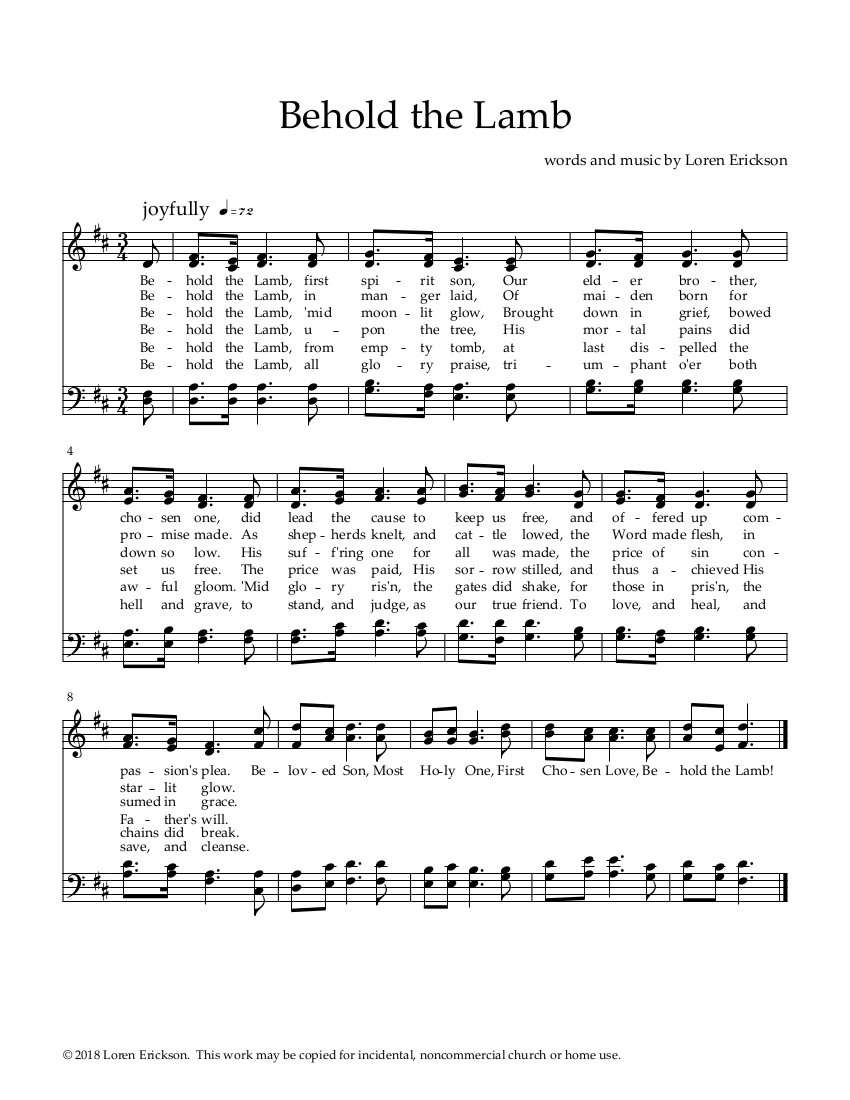 Behold the Lamb
words and music by Loren Erickson
joyfully ♩=72
3 4
Be - hold the Lamb, first spi - rit son, Our eld - er bro - ther,
Be - hold the Lamb, in man - ger laid, Of mai - den born for
Be - hold the Lamb, 'mid moon - lit glow, Brought down in grief, bowed
Be - hold the Lamb, u - pon the tree, His mor - tal pains did
Be - hold the Lamb, from emp - ty tomb, at last dis - pelled the
Be - hold the Lamb, all glo - ry praise, tri - um - phant o'er both
3 4
4
cho - sen one, did lead the cause to keep us free, and of - fered up com -
pro - mise made. As shep - herds knelt, and cat - tle lowed, the Word made flesh, in
down so low. His suf - f'ring one for all was made, the price of sin con -
set us free. The price was paid, His sor - row stilled, and thus a - chieved His
aw - ful gloom. 'Mid glo - ry ris'n, the gates did shake, for those in pris'n, the
hell and grave, to stand, and judge, as our true friend. To love, and heal, and
8
pas - sion's plea. Be - lov - ed Son, Most Ho-ly One, First Cho - sen Love, Be - hold the Lamb!
star - lit glow.
sumed in grace.
Fa - ther's will.
chains did break.
save, and cleanse.
© 2018 Loren Erickson. This work may be copied for incidental, noncommercial church or home use.